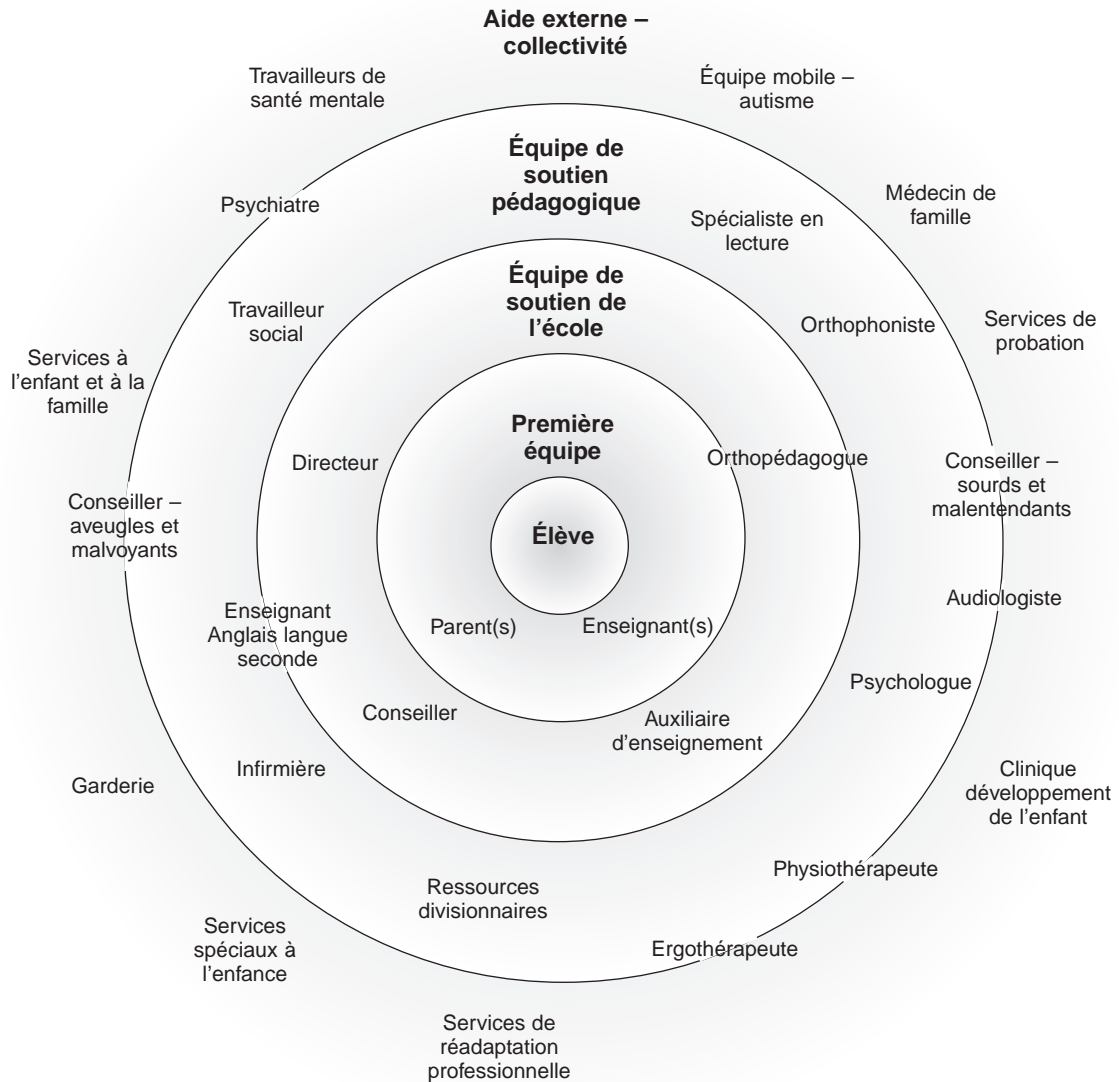 Aide externe –
collectivité
Travailleurs de
santé mentale
Équipe mobile –
autisme
Équipe de
soutien
pédagogique
Psychiatre
Médecin de
famille
Spécialiste en
lecture
Équipe de
soutien de
l'école
Travailleur
social
Orthophoniste
Services de
probation
Services à
l'enfant et à la
famille
Première
équipe
Directeur
Orthopédagogue
Conseiller –
sourds et
malentendants
Conseiller –
aveugles et
malvoyants
Élève
Audiologiste
Enseignant
Anglais langue
seconde
Parent(s)
Enseignant(s)
Psychologue
Conseiller
Auxiliaire
d'enseignement
Infirmière
Garderie
Clinique
développement
de l'enfant
Physiothérapeute
Ressources
divisionnaires
Services
spéciaux à
l'enfance
Ergothérapeute
Services de
réadaptation
professionnelle